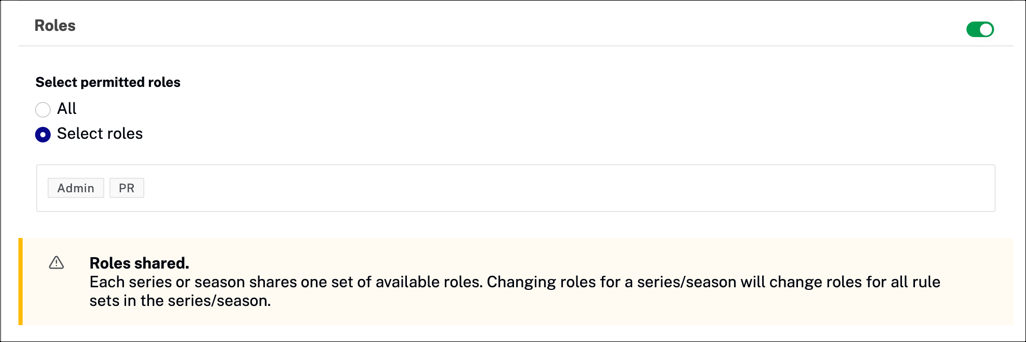 Roles
Select permitted roles
All
Select roles
Admin PR
Roles shared.
Each series or season shares one set of available roles. Changing roles for a series/season will change roles for all rule
sets in the series/season.